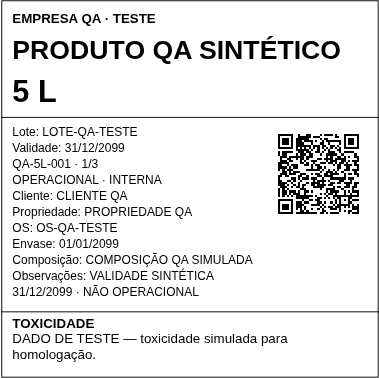 EMPRESA QA · TESTE
PRODUTO QA SINTÉTICO
5 L
Lote: LOTE-QA-TESTE
Validade: 31/12/2099
QA-5L-001 · 1/3
OPERACIONAL · INTERNA
Cliente: CLIENTE QA
Propriedade: PROPRIEDADE QA
OS: OS-QA-TESTE
Envase: 01/01/2099
Composição: COMPOSIÇÃO QA SIMULADA
Observações: VALIDADE SINTÉTICA
31/12/2099 · NÃO OPERACIONAL
TOXICIDADE
DADO DE TESTE — toxicidade simulada para
homologação.